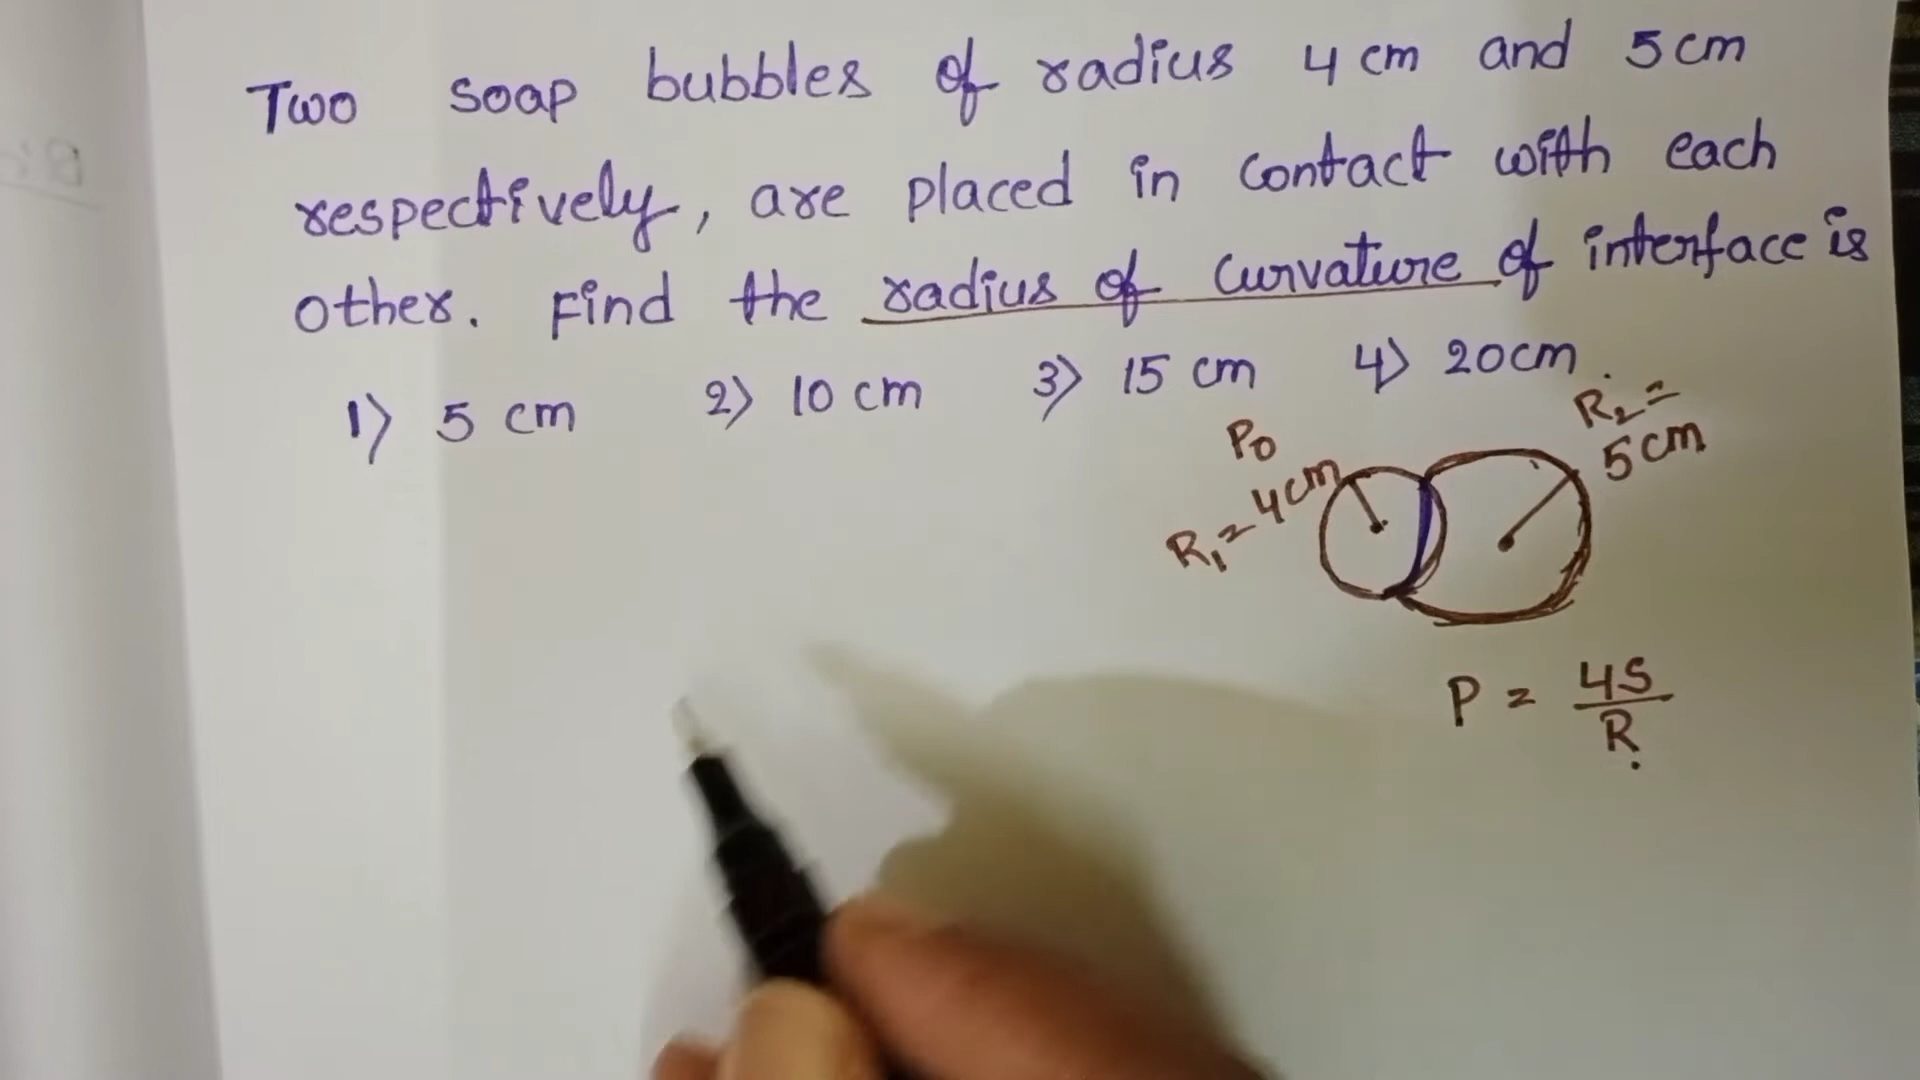 Two soap bubbles of radius 4 cm and 5 cm
respectively, are placed in contact with each
other. Find the radius of curvature of interface is
1) 5 cm 2) 10 cm 3) 15 cm 4) 20 cm.
P0
R1 = 4 cm
R2 =
5 cm
P = 4S
R